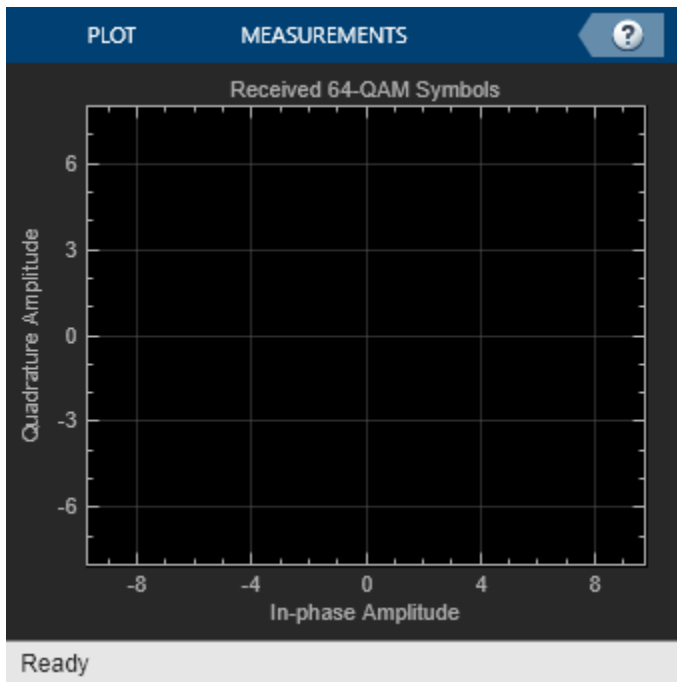 PLOT MEASUREMENTS ?
Received 64-QAM Symbols
Quadrature Amplitude
6
3
0
-3
-6
-8 -4 0 4 8
In-phase Amplitude
Ready